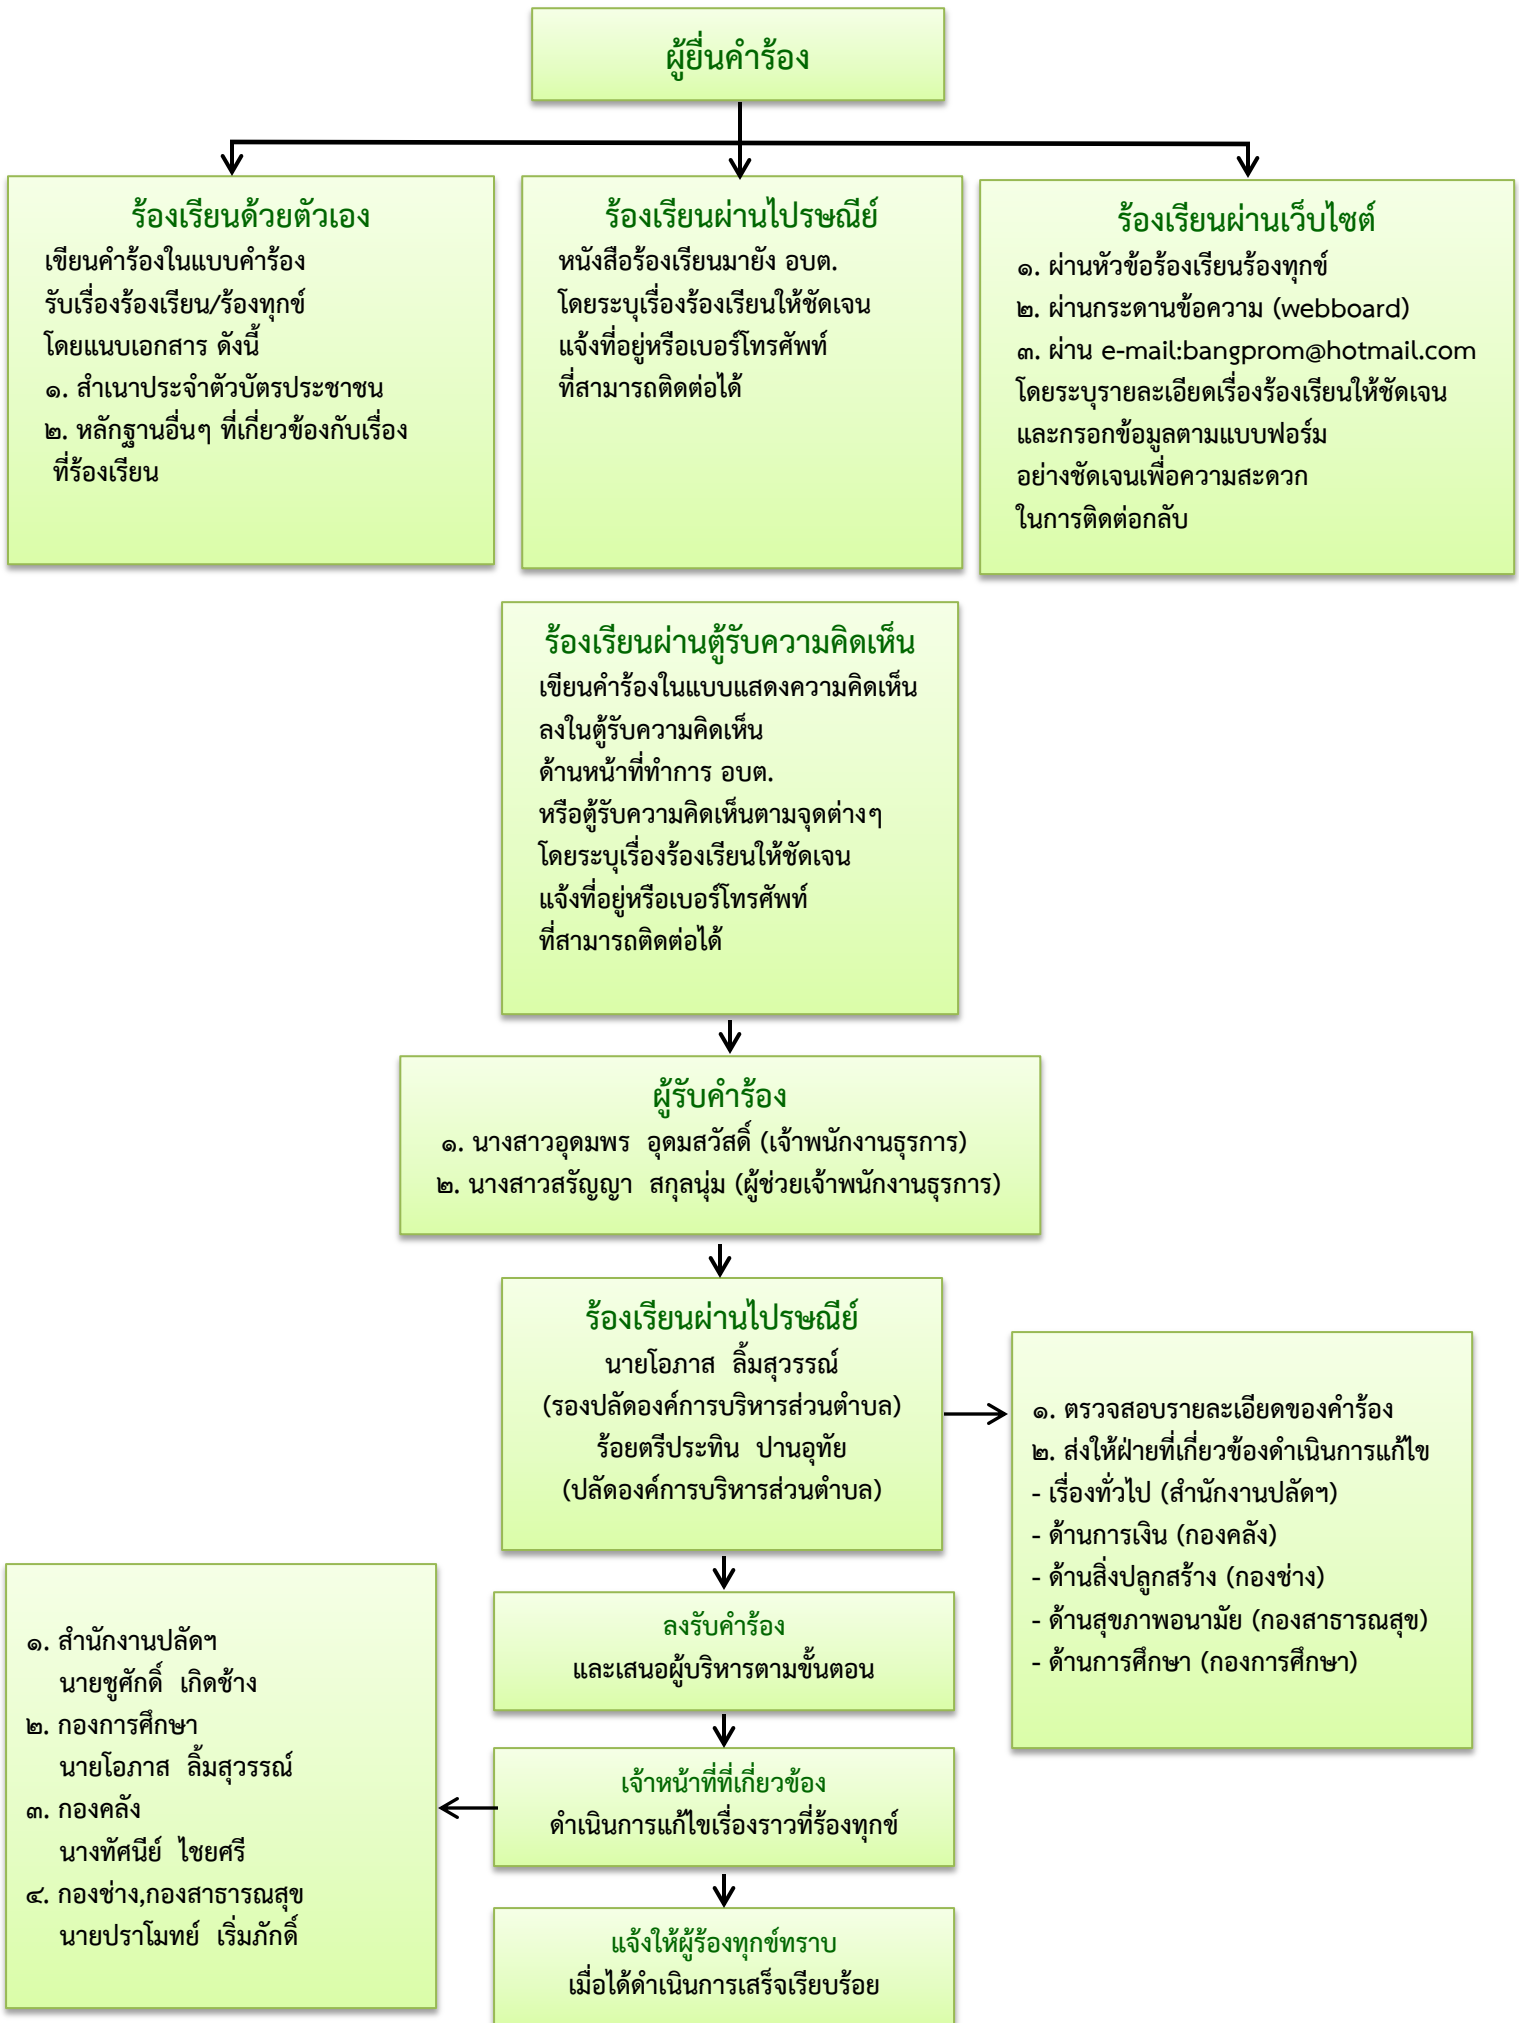 ผู้ยื่นคำร้อง
ร้องเรียนด้วยตัวเอง
เขียนคำร้องในแบบคำร้อง
รับเรื่องร้องเรียน/ร้องทุกข์
โดยแนบเอกสาร ดังนี้
๑. สำเนาประจำตัวบัตรประชาชน
๒. หลักฐานอื่นๆ ที่เกี่ยวข้องกับเรื่อง
ที่ร้องเรียน
ร้องเรียนผ่านไปรษณีย์
หนังสือร้องเรียนมายัง อบต.
โดยระบุเรื่องร้องเรียนให้ชัดเจน
แจ้งที่อยู่หรือเบอร์โทรศัพท์
ที่สามารถติดต่อได้
ร้องเรียนผ่านเว็บไซต์
๑. ผ่านหัวข้อร้องเรียนร้องทุกข์
๒. ผ่านกระดานข้อความ (webboard)
๓. ผ่าน e-mail:bangprom@hotmail.com
โดยระบุรายละเอียดเรื่องร้องเรียนให้ชัดเจน
และกรอกข้อมูลตามแบบฟอร์ม
อย่างชัดเจนเพื่อความสะดวก
ในการติดต่อกลับ
ร้องเรียนผ่านตู้รับความคิดเห็น
เขียนคำร้องในแบบแสดงความคิดเห็น
ลงในตู้รับความคิดเห็น
ด้านหน้าที่ทำการ อบต.
หรือตู้รับความคิดเห็นตามจุดต่างๆ
โดยระบุเรื่องร้องเรียนให้ชัดเจน
แจ้งที่อยู่หรือเบอร์โทรศัพท์
ที่สามารถติดต่อได้
ผู้รับคำร้อง
๑. นางสาวอุดมพร อุดมสวัสดิ์ (เจ้าพนักงานธุรการ)
๒. นางสาวสรัญญา สกุลนุ่ม (ผู้ช่วยเจ้าพนักงานธุรการ)
ร้องเรียนผ่านไปรษณีย์
นายโอภาส ลิ้มสุวรรณ์
(รองปลัดองค์การบริหารส่วนตำบล)
ร้อยตรีประทิน ปานอุทัย
(ปลัดองค์การบริหารส่วนตำบล)
๑. ตรวจสอบรายละเอียดของคำร้อง
๒. ส่งให้ฝ่ายที่เกี่ยวข้องดำเนินการแก้ไข
- เรื่องทั่วไป (สำนักงานปลัดฯ)
- ด้านการเงิน (กองคลัง)
- ด้านสิ่งปลูกสร้าง (กองช่าง)
- ด้านสุขภาพอนามัย (กองสาธารณสุข)
- ด้านการศึกษา (กองการศึกษา)
ลงรับคำร้อง
และเสนอผู้บริหารตามขั้นตอน
เจ้าหน้าที่ที่เกี่ยวข้อง
ดำเนินการแก้ไขเรื่องราวที่ร้องทุกข์
๑. สำนักงานปลัดฯ
นายชูศักดิ์ เกิดช้าง
๒. กองการศึกษา
นายโอภาส ลิ้มสุวรรณ์
๓. กองคลัง
นางทัศนีย์ ไชยศรี
๔. กองช่าง,กองสาธารณสุข
นายปราโมทย์ เริ่มภักดิ์
แจ้งให้ผู้ร้องทุกข์ทราบ
เมื่อได้ดำเนินการเสร็จเรียบร้อย